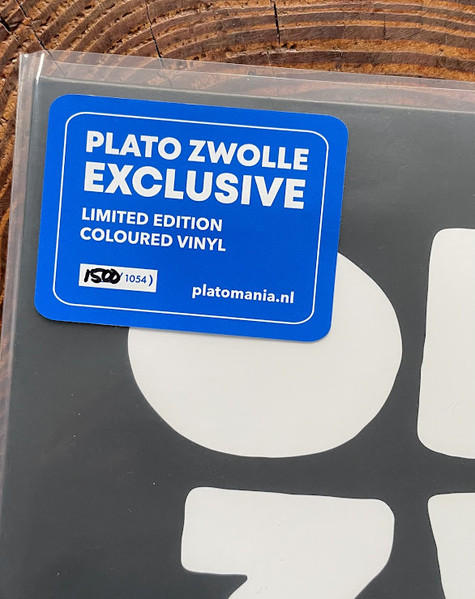 PLATO ZWOLLE
EXCLUSIVE
LIMITED EDITION
COLOURED VINYL
1500/1054)
platomania.nl